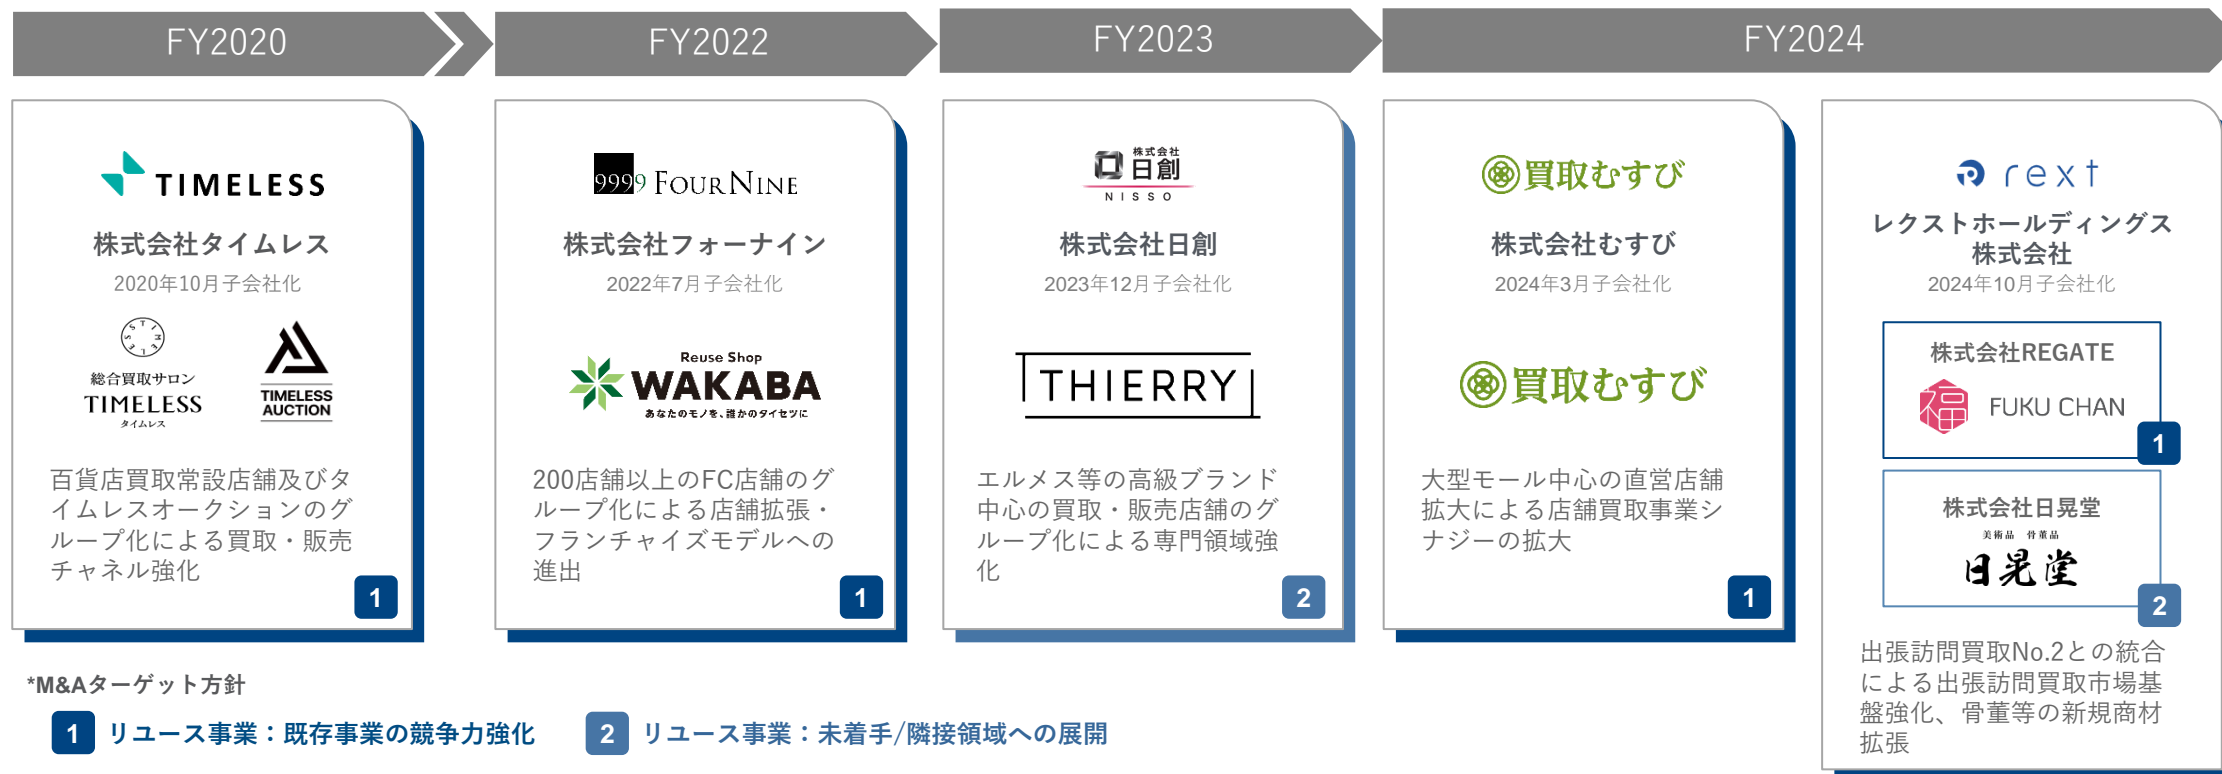 FY2020
FY2022
FY2023
FY2024
TIMELESS
株式会社タイムレス
2020年10月子会社化
TIMELESS
総合買取サロン
TIMELESS
タイムレス
TIMELESS
AUCTION
百貨店買取常設店舗及びタ
イムレスオークションのグ
ループ化による買取・販売
チャネル強化
1
9999 FOURNINE
株式会社フォーナイン
2022年7月子会社化
Reuse Shop
WAKABA
あなたのモノを、誰かのタイセツに
200店舗以上のFC店舗のグ
ループ化による店舗拡張・
フランチャイズモデルへの
進出
1
株式会社
日創
NISSO
株式会社日創
2023年12月子会社化
THIERRY
エルメス等の高級ブランド
中心の買取・販売店舗のグ
ループ化による専門領域強
化
2
買取むすび
株式会社むすび
2024年3月子会社化
買取むすび
大型モール中心の直営店舗
拡大による店舗買取事業シ
ナジーの拡大
1
rext
レクストホールディングス
株式会社
2024年10月子会社化
株式会社REGATE
福 FUKU CHAN
1
株式会社日晃堂
美術品 骨董品
日晃堂
2
出張訪問買取No.2との統合
による出張訪問買取市場基
盤強化、骨董等の新規商材
拡張
*M&Aターゲット方針
1 リユース事業：既存事業の競争力強化
2 リユース事業：未着手/隣接領域への展開